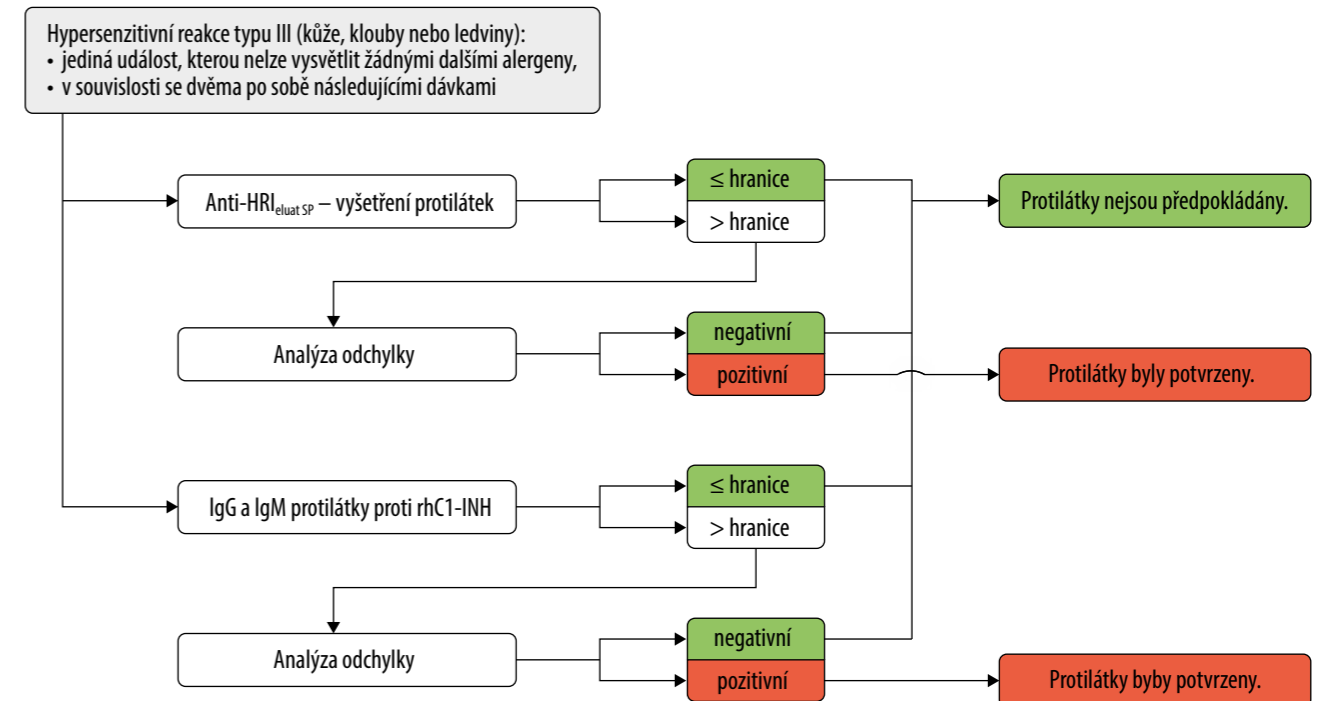 Hypersenzitivní reakce typu III (kůže, klouby nebo ledviny):
• jediná událost, kterou nelze vysvětlit žádnými dalšími alergeny,
• v souvislosti se dvěma po sobě následujícími dávkami
Anti-HRIeluat SP – vyšetření protilátek
≤ hranice
> hranice
Protilátky nejsou předpokládány.
Analýza odchylky
negativní
pozitivní
Protilátky byly potvrzeny.
IgG a IgM protilátky proti rhC1-INH
≤ hranice
> hranice
Analýza odchylky
negativní
pozitivní
Protilátky byby potvrzeny.